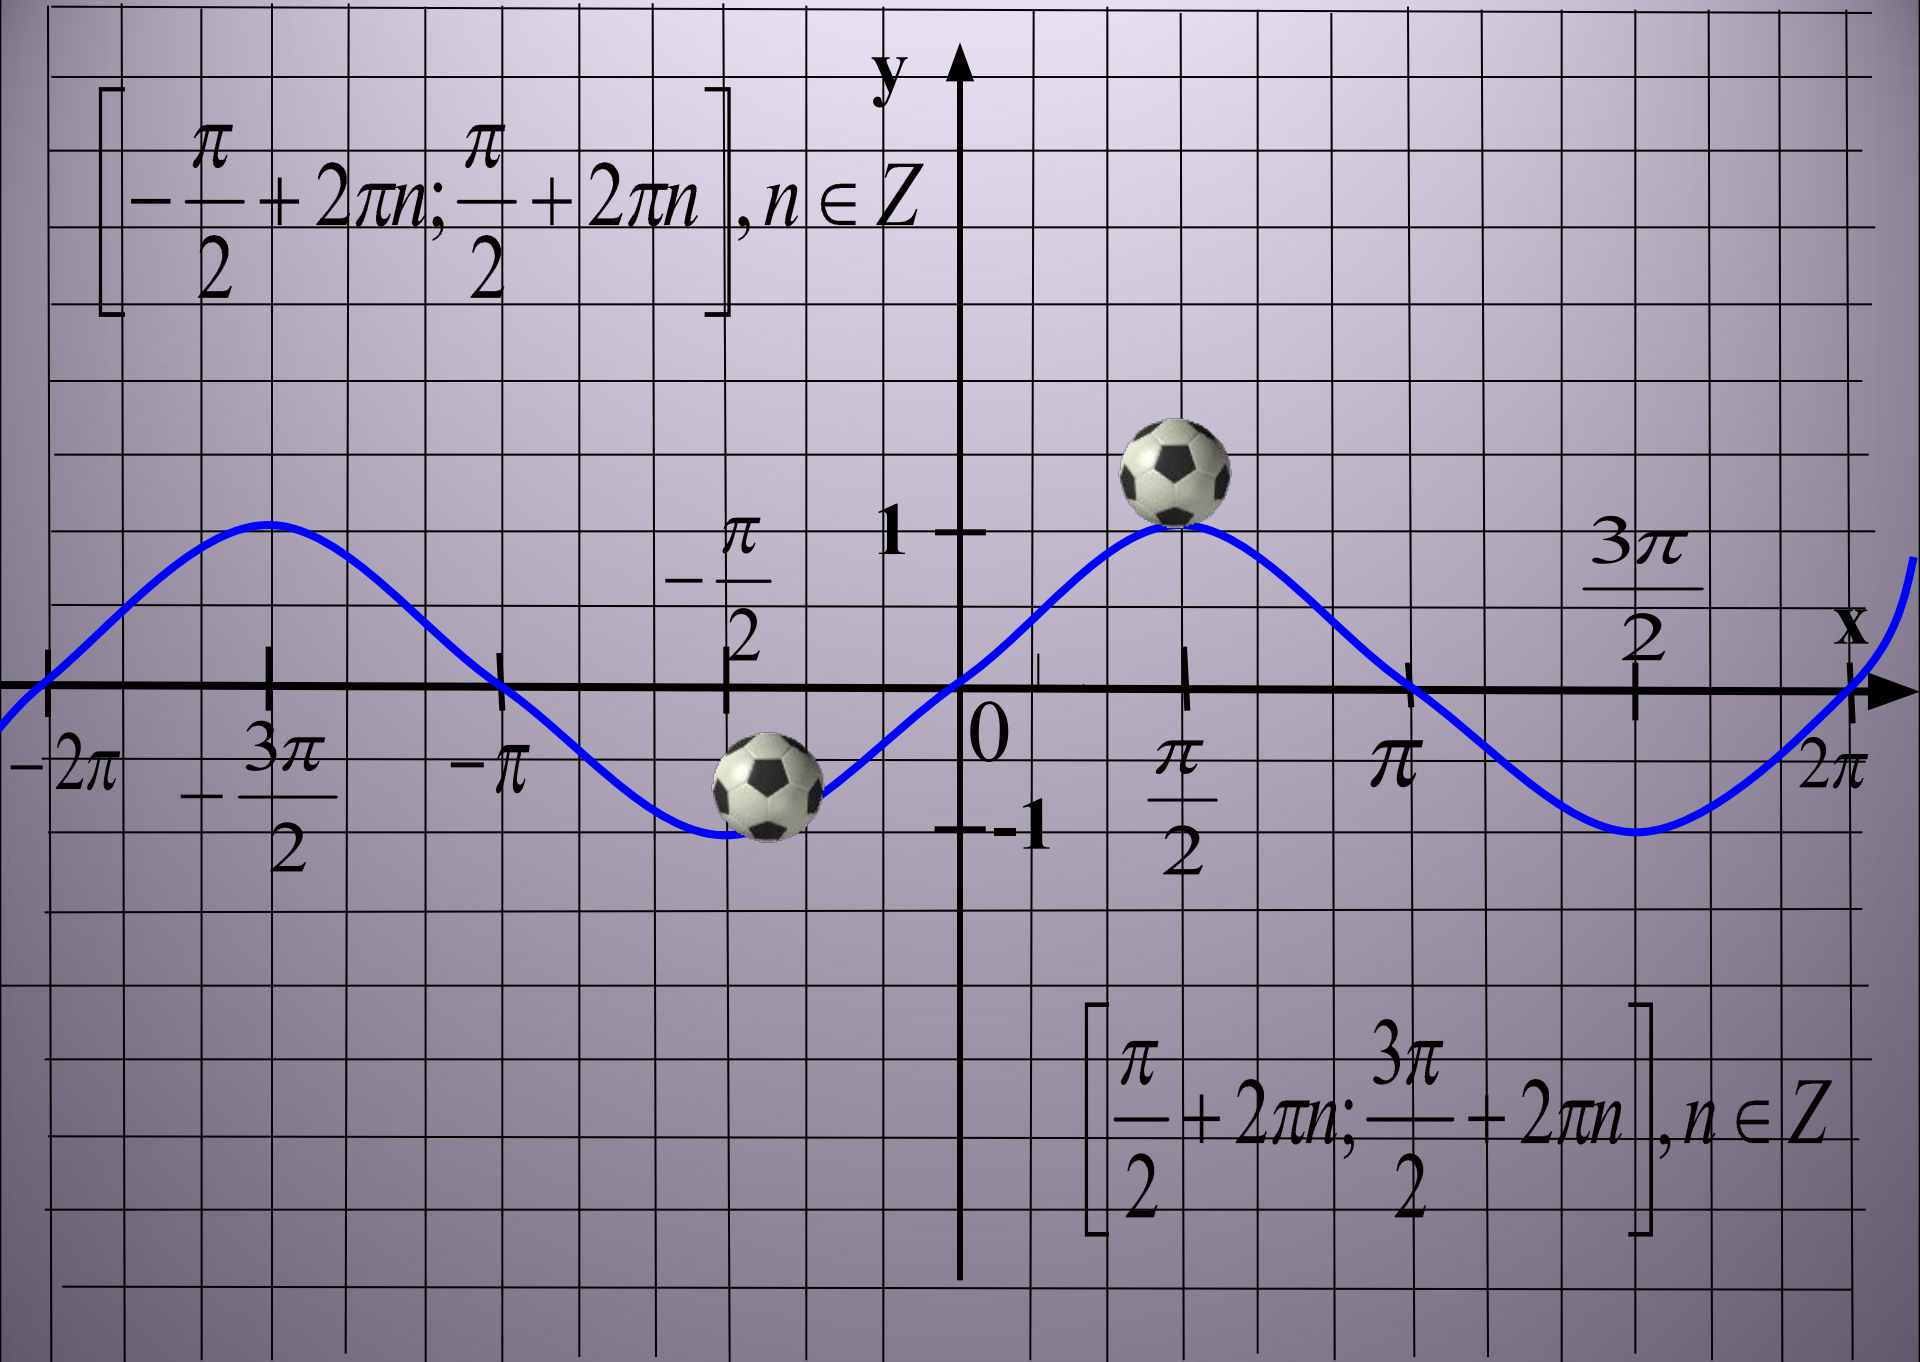 y
[-π/2 + 2πn; π/2 + 2πn], n ∈ Z
1
-π/2
3π/2
x
0
-2π
-3π/2
-π
π/2
π
2π
-1
[π/2 + 2πn; 3π/2 + 2πn], n ∈ Z